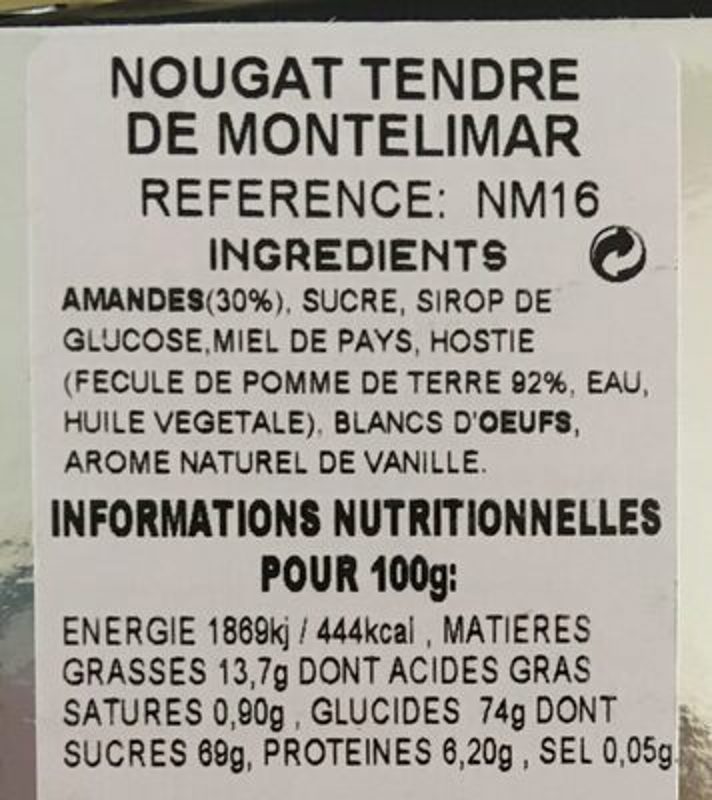 NOUGAT TENDRE
DE MONTELIMAR
REFERENCE: NM16
INGREDIENTS
AMANDES(30%), SUCRE, SIROP DE
GLUCOSE,MIEL DE PAYS, HOSTIE
(FECULE DE POMME DE TERRE 92%, EAU,
HUILE VEGETALE), BLANCS D'OEUFS,
AROME NATUREL DE VANILLE.
INFORMATIONS NUTRITIONNELLES
POUR 100g:
ENERGIE 1869kj / 444kcal , MATIERES
GRASSES 13,7g DONT ACIDES GRAS
SATURES 0,90g , GLUCIDES 74g DONT
SUCRES 69g, PROTEINES 6,20g , SEL 0,05g.